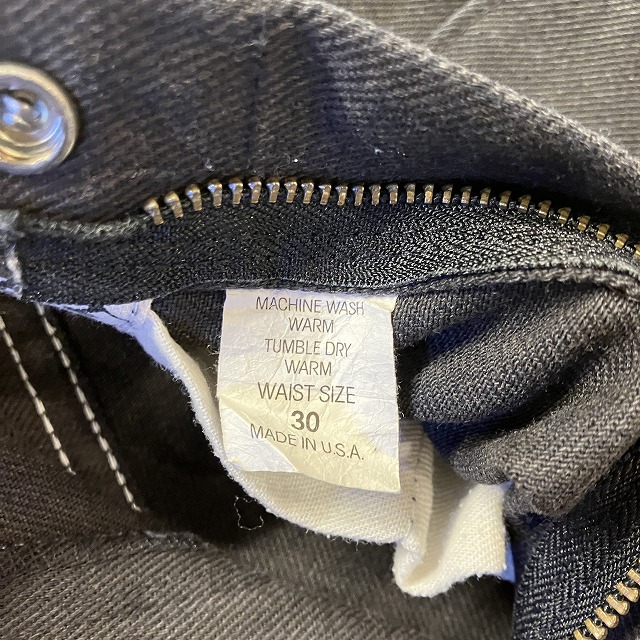 MACHINE WASH
WARM
TUMBLE DRY
WARM
WAIST SIZE
30
MADE IN U.S.A.